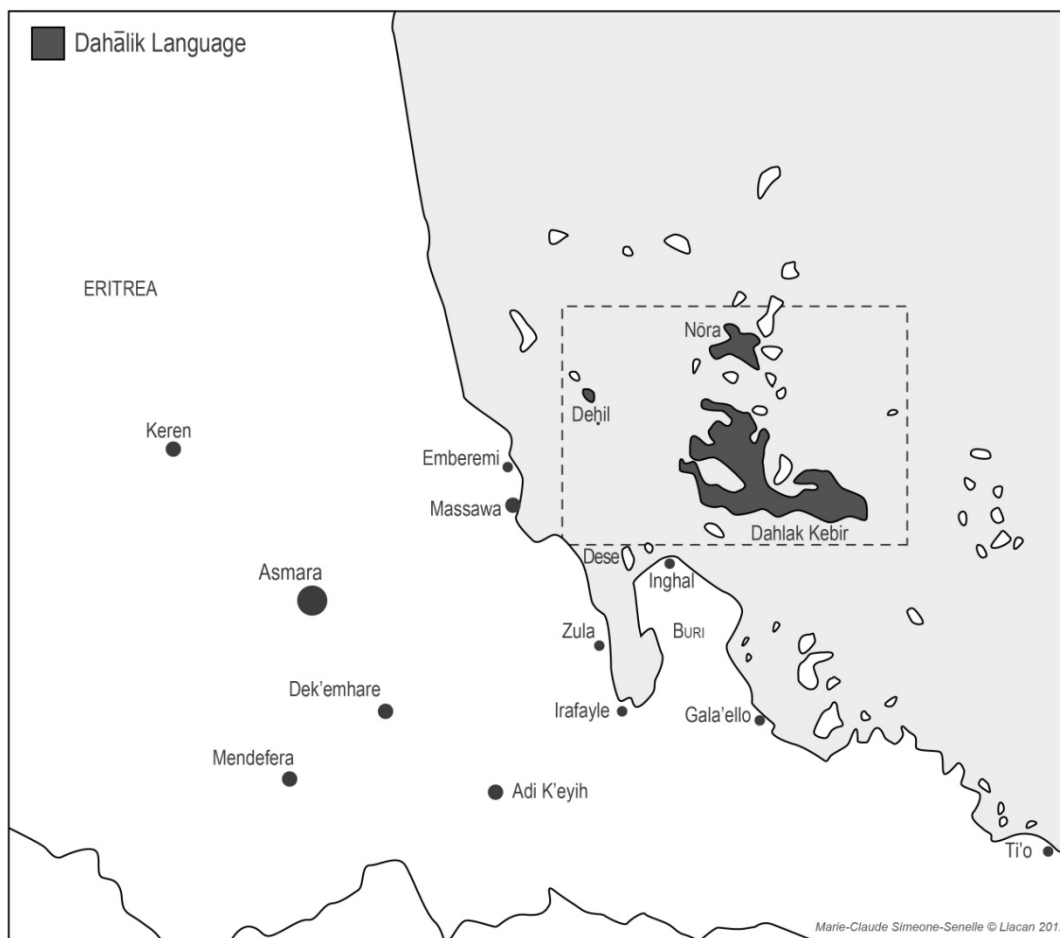 Dahālik Language
ERITREA
Nōra
Deḥil
Keren
Emberemi
Massawa
Dahlak Kebir
Dese
Inghal
Asmara
Zula
BURI
Dek'emhare
Irafayle
Gala'ello
Mendefera
Adi K'eyih
Ti'o
Marie-Claude Simeone-Senelle © Llacan